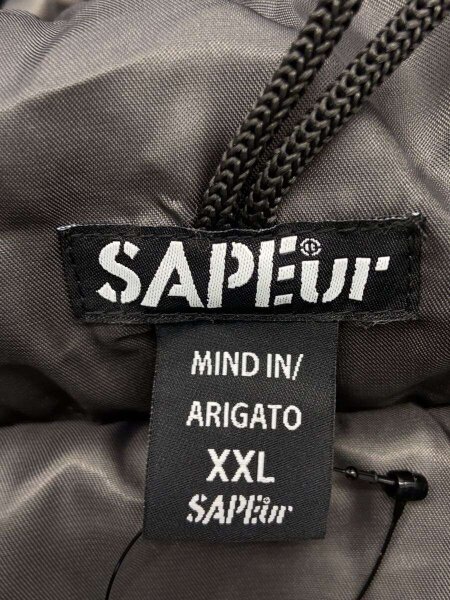 SAPEur
MIND IN/
ARIGATO
XXL
SAPEur